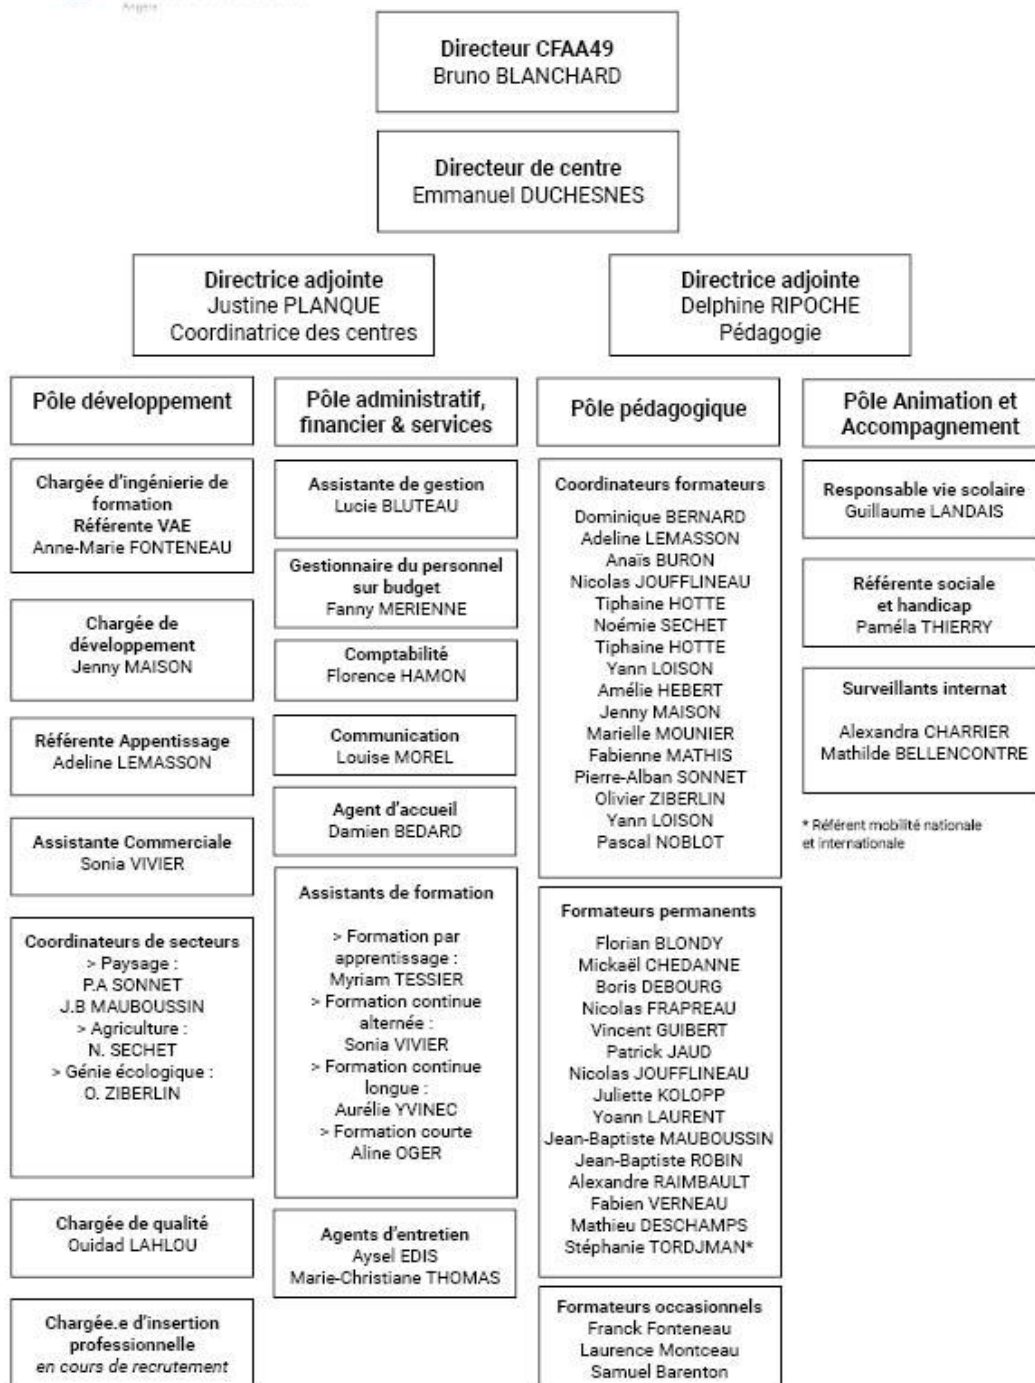 Angers
Directeur CFAA49
Bruno BLANCHARD
Directeur de centre
Emmanuel DUCHESNES
Directrice adjointe
Justine PLANQUE
Coordinatrice des centres
Directrice adjointe
Delphine RIPOCHE
Pédagogie
Pôle développement
Chargée d'ingénierie de
formation
Référente VAE
Anne-Marie FONTENEAU
Chargée de
développement
Jenny MAISON
Référente Appentissage
Adeline LEMASSON
Assistante Commerciale
Sonia VIVIER
Coordinateurs de secteurs
> Paysage :
P.A SONNET
J.B MAUBOUSSIN
> Agriculture :
N. SECHET
> Génie écologique :
O. ZIBERLIN
Chargée de qualité
Ouidad LAHLOU
Chargée.e d'insertion
professionnelle
en cours de recrutement
Pôle administratif,
financier & services
Assistante de gestion
Lucie BLUTEAU
Gestionnaire du personnel
sur budget
Fanny MERIENNE
Comptabilité
Florence HAMON
Communication
Louise MOREL
Agent d'accueil
Damien BEDARD
Assistants de formation
> Formation par
apprentissage :
Myriam TESSIER
> Formation continue
alternée :
Sonia VIVIER
> Formation continue
longue :
Aurélie YVINEC
> Formation courte
Aline OGER
Agents d'entretien
Aysel EDIS
Marie-Christiane THOMAS
Pôle pédagogique
Coordinateurs formateurs
Dominique BERNARD
Adeline LEMASSON
Anaïs BURON
Nicolas JOUFFLINEAU
Tiphaine HOTTE
Noémie SECHET
Tiphaine HOTTE
Yann LOISON
Amélie HEBERT
Jenny MAISON
Marielle MOUNIER
Fabienne MATHIS
Pierre-Alban SONNET
Olivier ZIBERLIN
Yann LOISON
Pascal NOBLOT
Formateurs permanents
Florian BLONDY
Mickaël CHEDANNE
Boris DEBOURG
Nicolas FRAPREAU
Vincent GUIBERT
Patrick JAUD
Nicolas JOUFFLINEAU
Juliette KOLOPP
Yoann LAURENT
Jean-Baptiste MAUBOUSSIN
Jean-Baptiste ROBIN
Alexandre RAIMBAULT
Fabien VERNEAU
Mathieu DESCHAMPS
Stéphanie TORDJMAN*
Formateurs occasionnels
Franck Fonteneau
Laurence Montceau
Samuel Barenton
Pôle Animation et
Accompagnement
Responsable vie scolaire
Guillaume LANDAIS
Référente sociale
et handicap
Paméla THIERRY
Surveillants internat
Alexandra CHARRIER
Mathilde BELLENCONTRE
* Référent mobilité nationale
et internationale